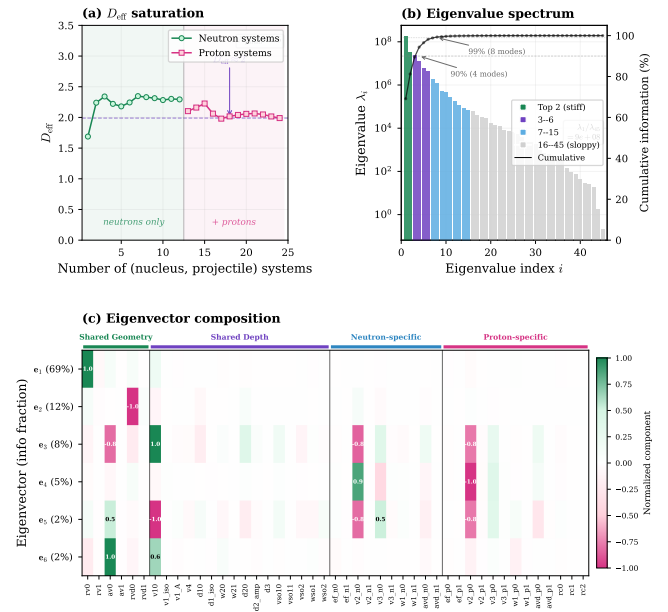 (a) D_eff saturation
Neutron systems
Proton systems
D_eff
3.5
3.0
2.5
2.0
1.5
1.0
0.5
0.0
neutrons only
+ protons
5
10
15
20
25
Number of (nucleus, projectile) systems
(b) Eigenvalue spectrum
Eigenvalue λ_i
10^8
10^6
10^4
10^2
10^0
99% (8 modes)
90% (4 modes)
Top 2 (stiff)
3--6
7--15
16--45 (sloppy)
Cumulative
100
80
60
40
20
0
Cumulative information (%)
0
10
20
30
40
Eigenvalue index i
(c) Eigenvector composition
Shared Geometry
Shared Depth
Neutron-specific
Proton-specific
Eigenvector (info fraction)
e₁ (69%)
1.0
e₂ (12%)
-1.0
e₃ (8%)
-0.8
1.0
-0.8
-0.8
e₄ (5%)
0.9
-1.0
e₅ (2%)
0.5
-1.0
-0.8
0.5
-0.8
e₆ (2%)
1.0
0.6
rv0
rv1
av0
av1
rvd0
rvd1
v10
v1_iso
v1_A
v4
d10
d1_iso
w20
w21
d20
d2_amp
d3
vso10
vso11
vso2
wso1
wso2
ef_n0
ef_n1
v2_n0
v2_n1
v3_n0
v3_n1
w1_n0
w1_n1
avd_n0
avd_n1
ef_p0
ef_p1
v2_p0
v2_p1
v3_p0
v3_p1
w1_p0
w1_p1
avd_p0
avd_p1
rc0
rc1
rc2
1.00
0.75
0.50
0.25
0.00
−0.25
−0.50
−0.75
−1.00
Normalized component